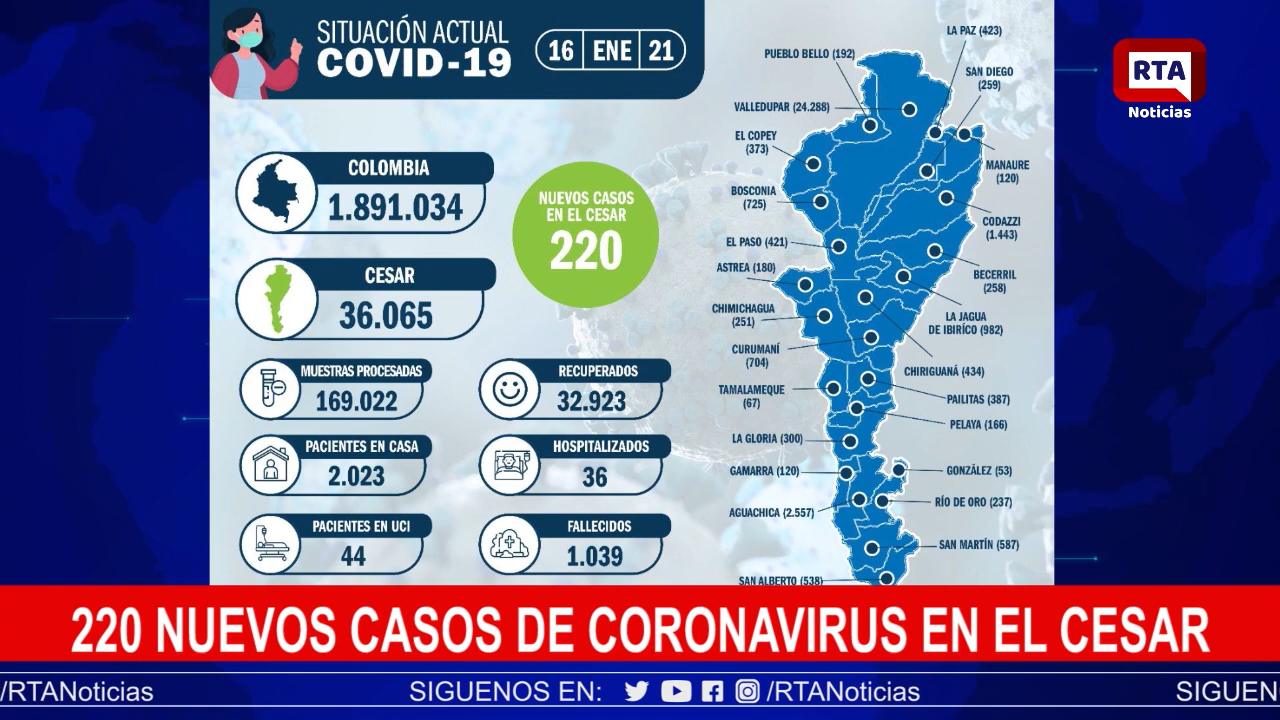 SITUACIÓN ACTUAL
COVID-19
16 ENE 21
RTA
Noticias
COLOMBIA
1.891.034
CESAR
36.065
NUEVOS CASOS
EN EL CESAR
220
MUESTRAS PROCESADAS
169.022
RECUPERADOS
32.923
PACIENTES EN CASA
2.023
HOSPITALIZADOS
36
PACIENTES EN UCI
44
FALLECIDOS
1.039
LA PAZ (423)
PUEBLO BELLO (192)
SAN DIEGO
(259)
VALLEDUPAR (24.288)
EL COPEY
(373)
MANAURE
(120)
BOSCONIA
(725)
CODAZZI
(1.443)
EL PASO (421)
ASTREA (180)
BECERRIL
(258)
CHIMICHAGUA
(251)
LA JAGUA
DE IBIRÍCO (982)
CURUMANÍ
(704)
CHIRIGUANÁ (434)
TAMALAMEQUE
(67)
PAILITAS (387)
PELAYA (166)
LA GLORIA (300)
GAMARRA (120)
GONZÁLEZ (53)
AGUACHICA (2.557)
RÍO DE ORO (237)
SAN MARTÍN (587)
SAN ALBERTO (538)
220 NUEVOS CASOS DE CORONAVIRUS EN EL CESAR
/RTANoticias SIGUENOS EN: /RTANoticias SIGUEN